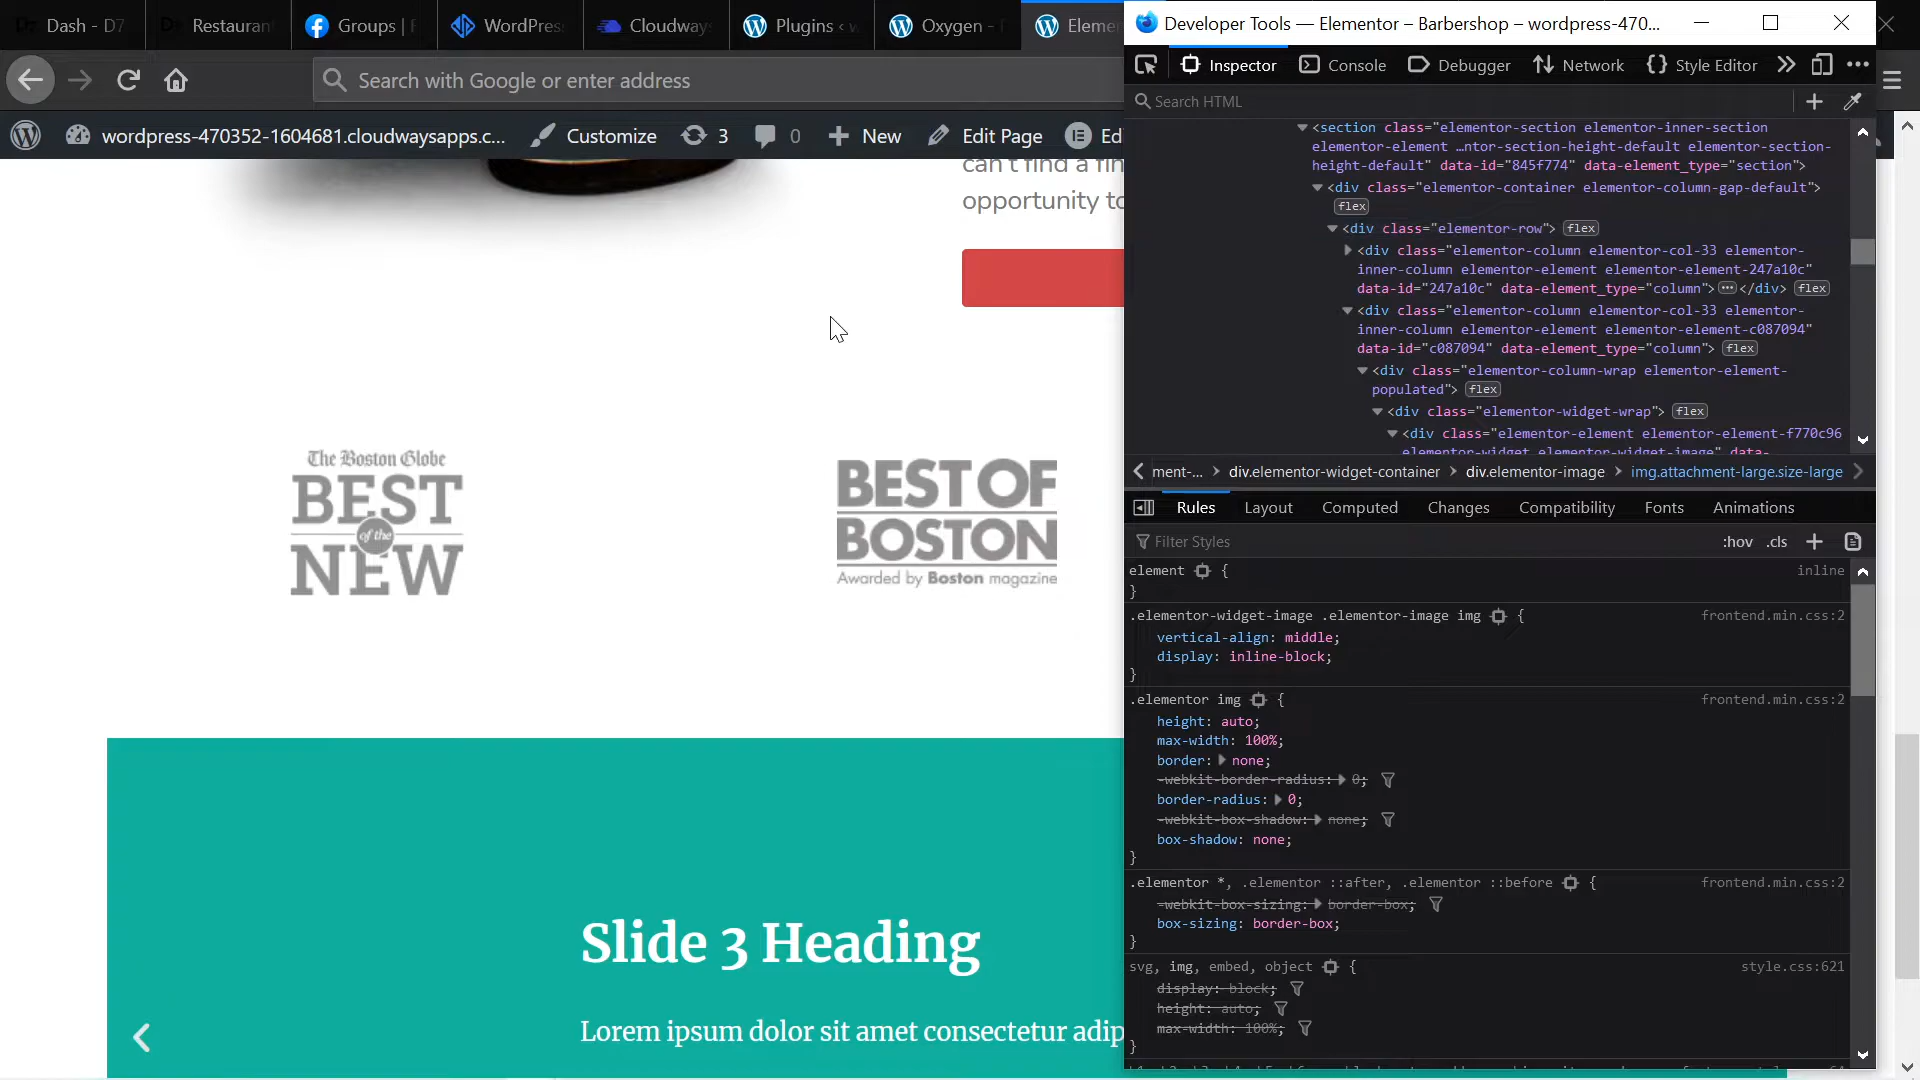 Dash - D7
Restauran
Groups | F
WordPres
Cloudway
Plugins ‹ w
Oxygen -
Eleme
Developer Tools — Elementor – Barbershop – wordpress-470...
Search with Google or enter address
Inspector Console Debugger Network Style Editor
Search HTML
wordpress-470352-1604681.cloudwaysapps.c... Customize 3 0 New Edit Page Ed
can't find a fin
opportunity to
The Boston Globe
BEST
of the
NEW
BEST OF
BOSTON
Awarded by Boston magazine
Slide 3 Heading
Lorem ipsum dolor sit amet consectetur adip
<section class="elementor-section elementor-inner-section
elementor-element …ntor-section-height-default elementor-section-
height-default" data-id="845f774" data-element_type="section">
<div class="elementor-container elementor-column-gap-default">
flex
<div class="elementor-row"> flex
<div class="elementor-column elementor-col-33 elementor-
inner-column elementor-element elementor-element-247a10c"
data-id="247a10c" data-element_type="column">…</div> flex
<div class="elementor-column elementor-col-33 elementor-
inner-column elementor-element elementor-element-c087094"
data-id="c087094" data-element_type="column"> flex
<div class="elementor-column-wrap elementor-element-
populated"> flex
<div class="elementor-widget-wrap"> flex
<div class="elementor-element elementor-element-f770c96
elementor-widget elementor-widget-image" data-
ment-... > div.elementor-widget-container > div.elementor-image > img.attachment-large.size-large
Rules Layout Computed Changes Compatibility Fonts Animations
Filter Styles :hov .cls
element { inline
}
.elementor-widget-image .elementor-image img { frontend.min.css:2
vertical-align: middle;
display: inline-block;
}
.elementor img { frontend.min.css:2
height: auto;
max-width: 100%;
border: none;
-webkit-border-radius: 0;
border-radius: 0;
-webkit-box-shadow: none;
box-shadow: none;
}
.elementor *, .elementor ::after, .elementor ::before { frontend.min.css:2
-webkit-box-sizing: border-box;
box-sizing: border-box;
}
svg, img, embed, object { style.css:621
display: block;
height: auto;
max-width: 100%;
}